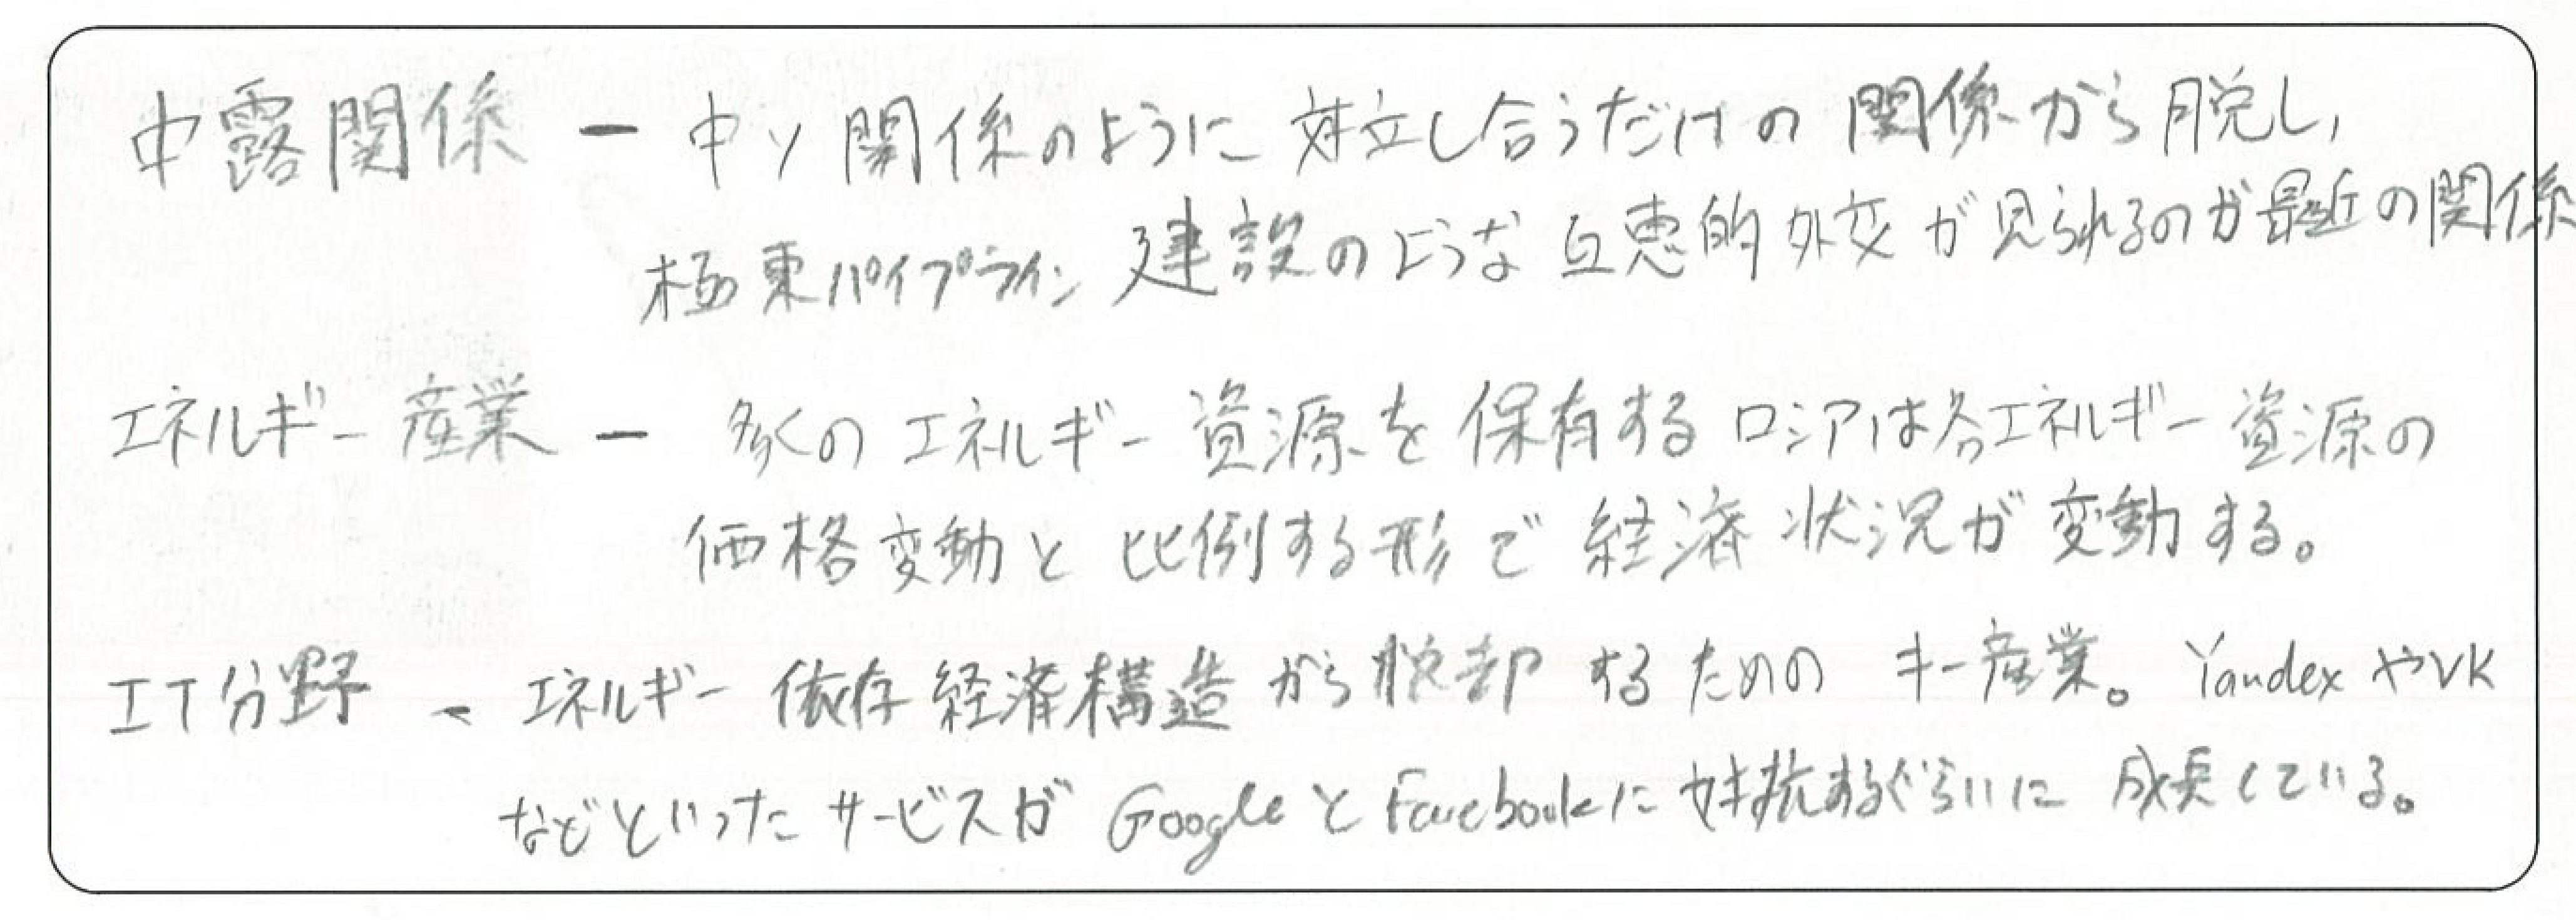 中露関係 ー 中ソ関係のように対立し合うだけの関係から脱し,
極東パイプライン建設のような互恵的外交が見られるのが最近の関係
エネルギー産業 ー 多くのエネルギー資源を保有するロシアは各エネルギー資源の
価格変動と比例する形で経済状況が変動する。
IT分野 ー エネルギー依存経済構造から脱却するためのキー産業。YandexやVK
などといったサービスがGoogleとFacebookに対抗するぐらいに成長している。